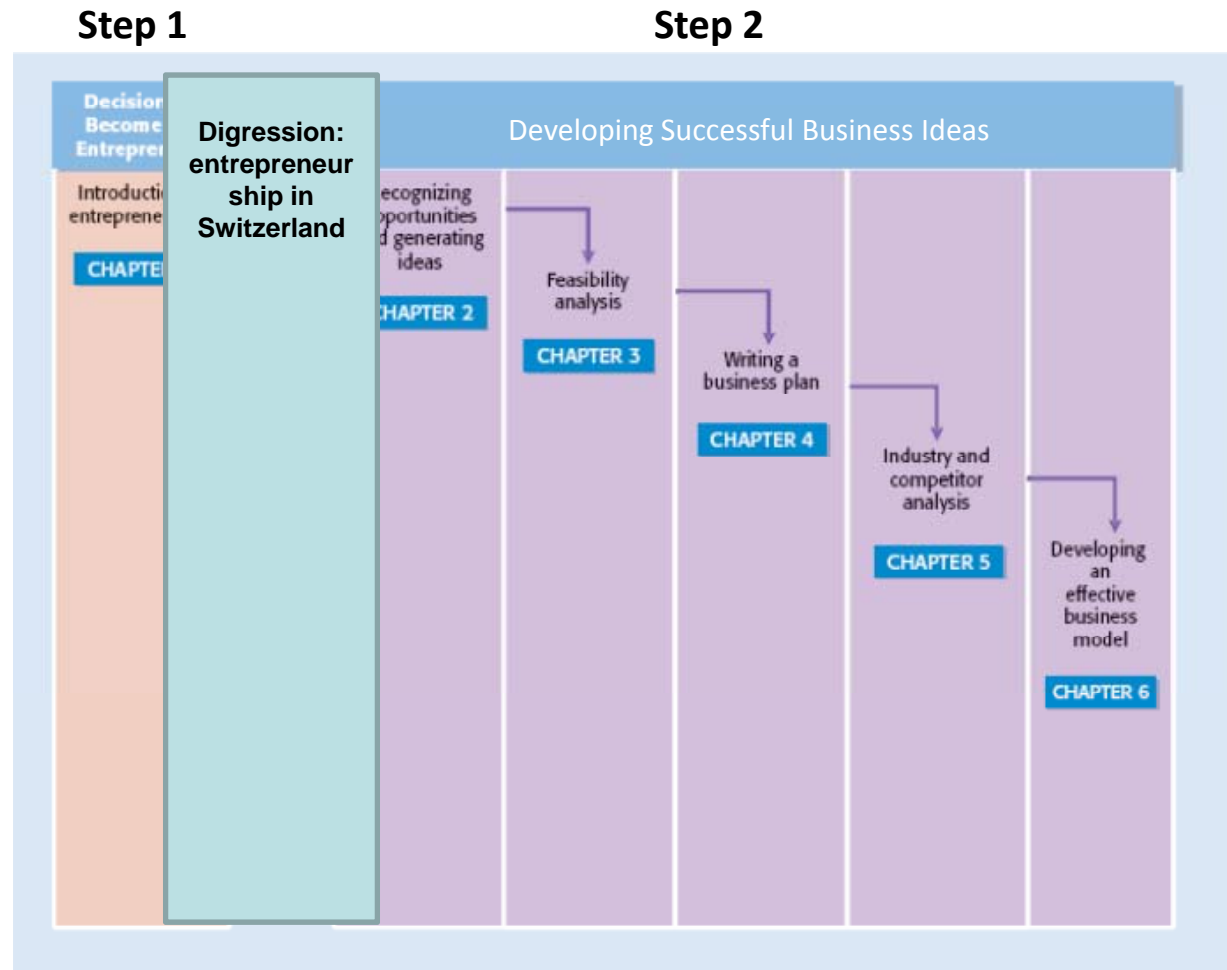 Step 1
Step 2
Decision
Become
Entrepren
Digression:
entrepreneur
ship in
Switzerland
Developing Successful Business Ideas
Introducti
entreprene
CHAPTE
ecognizing
pportunities
d generating
ideas
HAPTER 2
Feasibility
analysis
CHAPTER 3
Writing a
business plan
CHAPTER 4
Industry and
competitor
analysis
CHAPTER 5
Developing
an
effective
business
model
CHAPTER 6